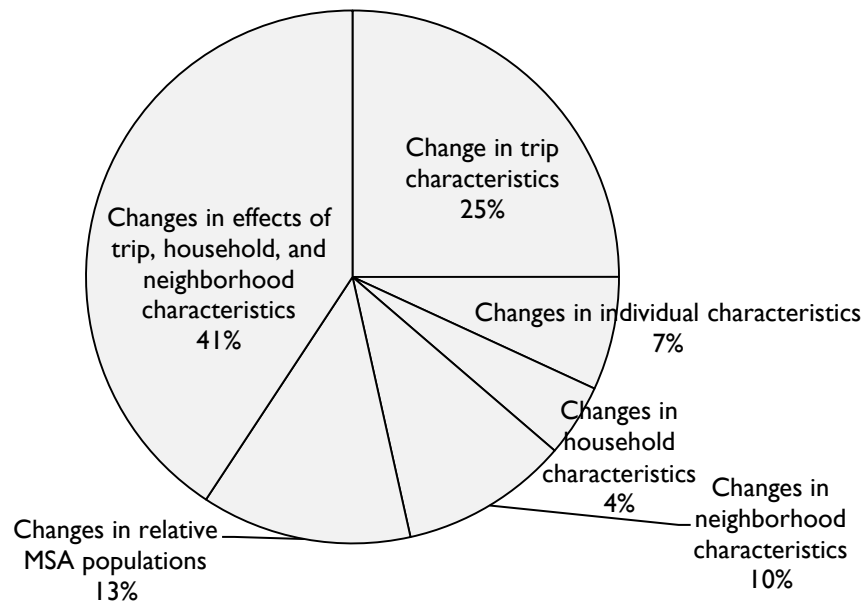 Change in trip
characteristics
25%
Changes in individual characteristics
7%
Changes in
household
characteristics
4%
Changes in
neighborhood
characteristics
10%
Changes in relative
MSA populations
13%
Changes in effects of
trip, household, and
neighborhood
characteristics
41%